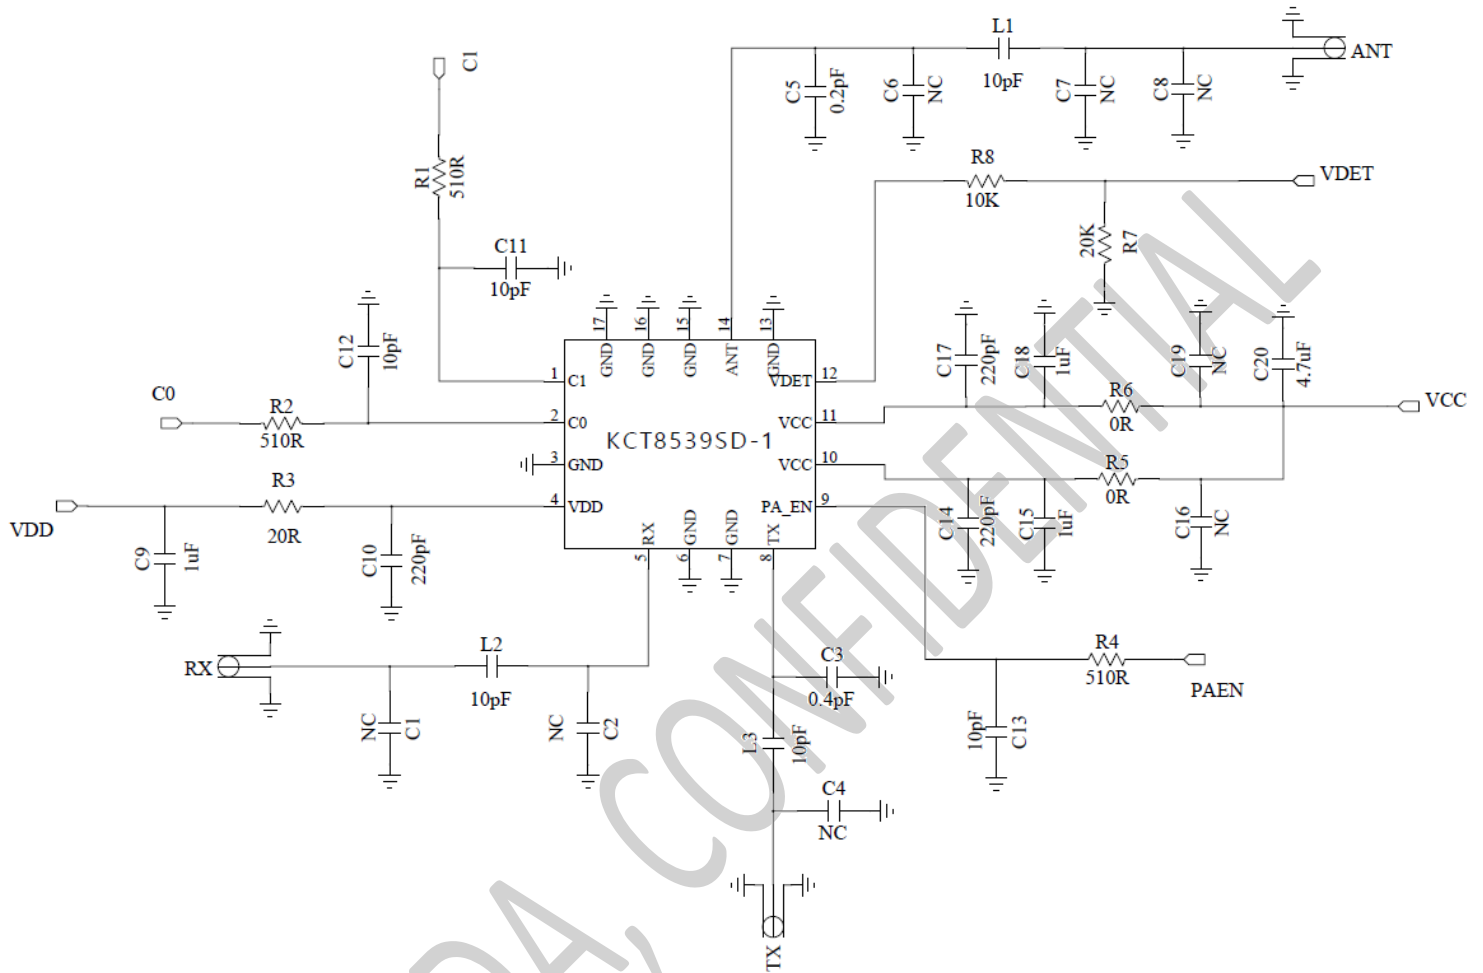 L1
10pF
ANT
C5
0.2pF
C6
NC
C7
NC
C8
NC
C1
R1
510R
C11
10pF
R8
10K
VDET
20K
R7
C12
10pF
17
16
15
14
13
GND
GND
GND
ANT
GND
C17
220pF
C18
1uF
C19
NC
C20
4.7uF
1
C1
VDET
12
C0
R2
510R
2
C0
VCC
11
R6
0R
VCC
KCT8539SD-1
3
GND
VCC
10
R5
0R
VDD
R3
20R
4
VDD
PA_EN
9
RX
GND
GND
TX
5
6
7
8
C9
1uF
C10
220pF
C14
220pF
C15
1uF
C16
NC
RX
L2
10pF
NC
C1
NC
C2
C3
0.4pF
L3
10pF
C4
NC
TX
R4
510R
PAEN
10pF
C13
DA, CONFIDENTIAL